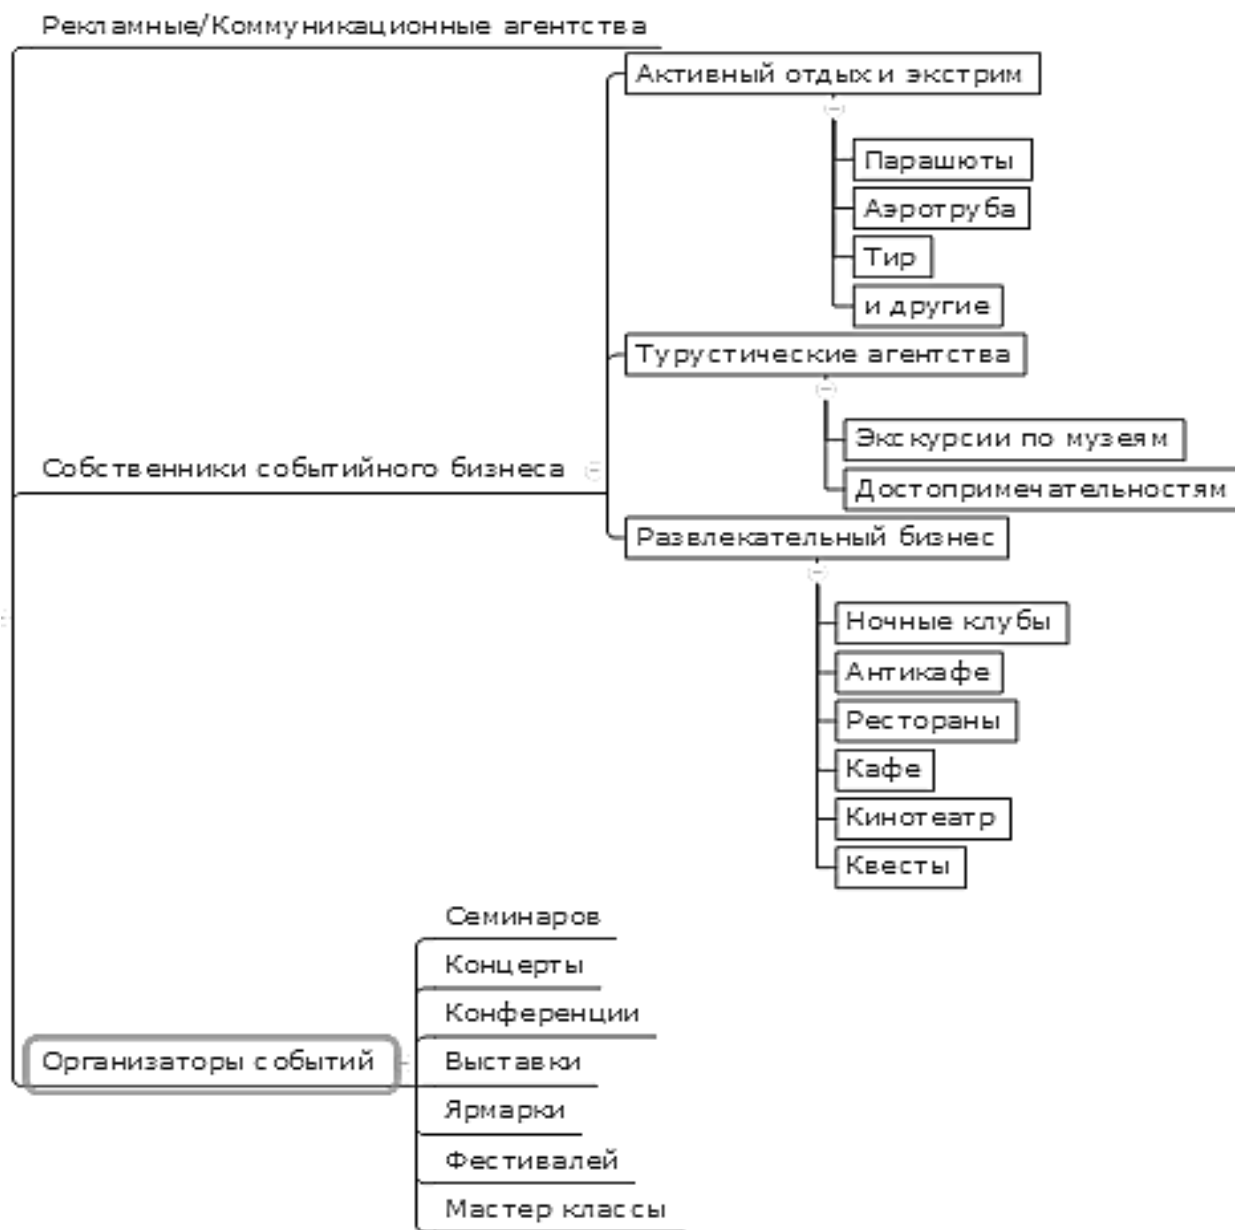 Рекламные/Коммуникационные агентства
Активный отдых и экстрим
Парашюты
Аэротруба
Тир
и другие
Турустические агентства
Экскурсии по музеям
Собственники событийного бизнеса
Достопримечательностям
Развлекательный бизнес
Ночные клубы
Антикафе
Рестораны
Кафе
Кинотеатр
Квесты
Семинаров
Концерты
Конференции
Организаторы событий
Выставки
Ярмарки
Фестивалей
Мастер классы